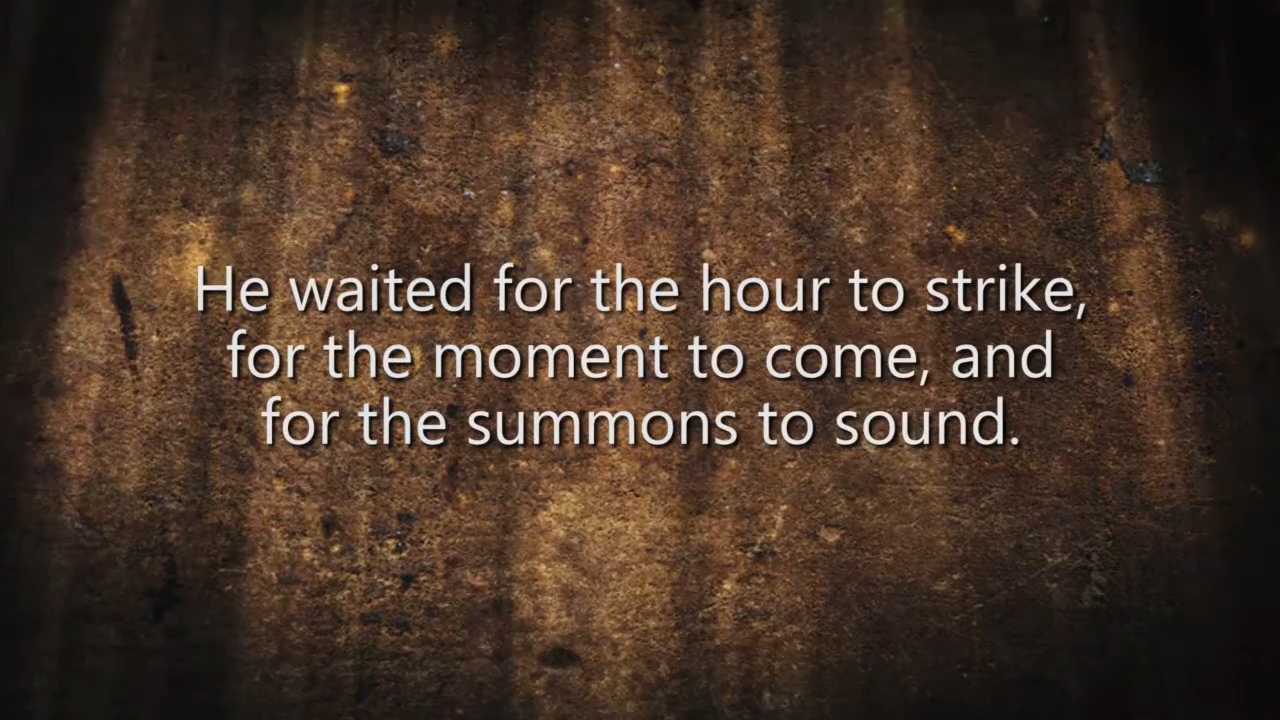 He waited for the hour to strike,
for the moment to come, and
for the summons to sound.